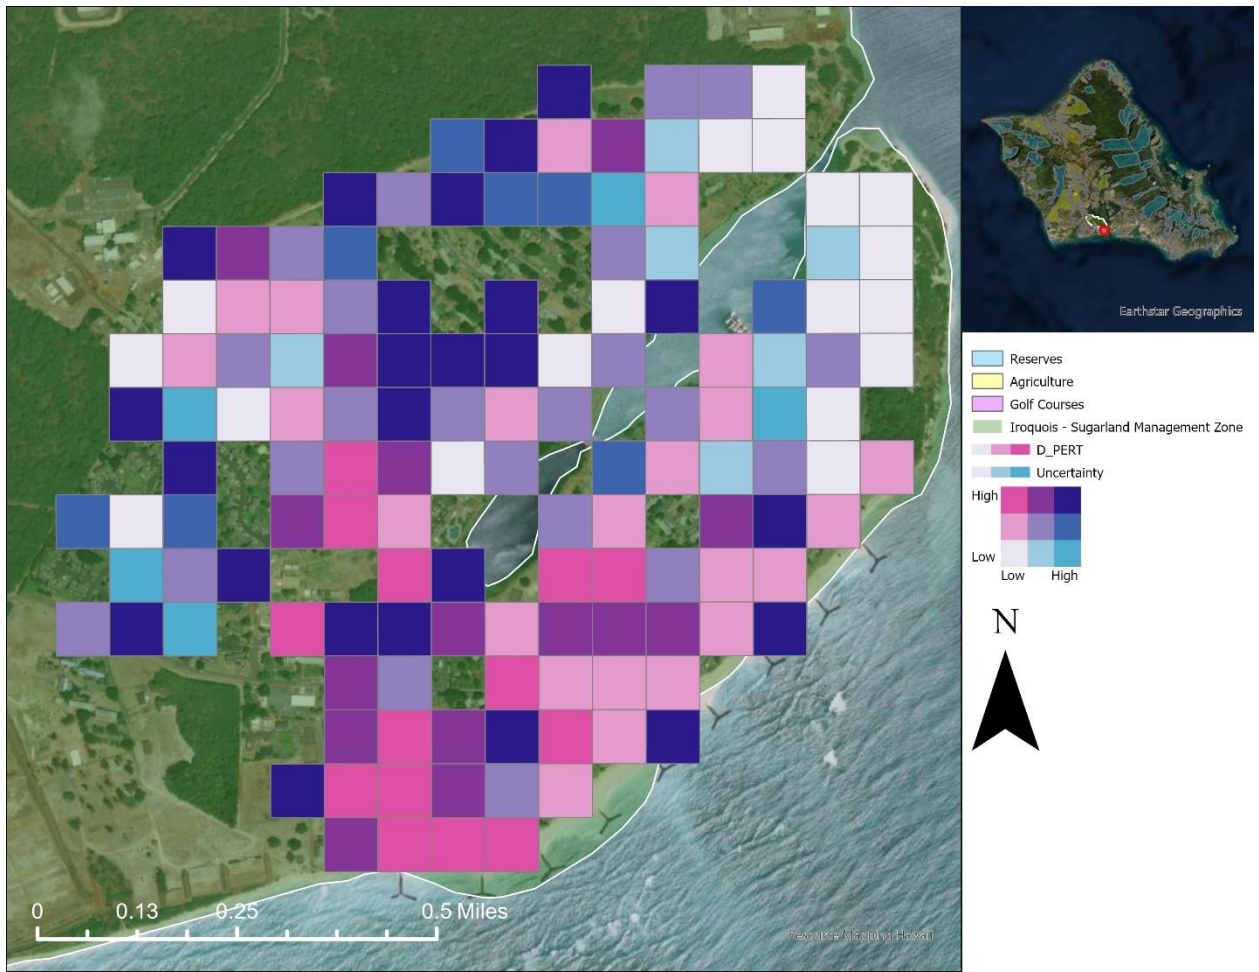 Earthstar Geographics
Reserves
Agriculture
Golf Courses
Iroquois - Sugarland Management Zone
D_PERT
Uncertainty
High
Low
Low High
N
0 0.13 0.25 0.5 Miles
Resource Mapping Hawaii